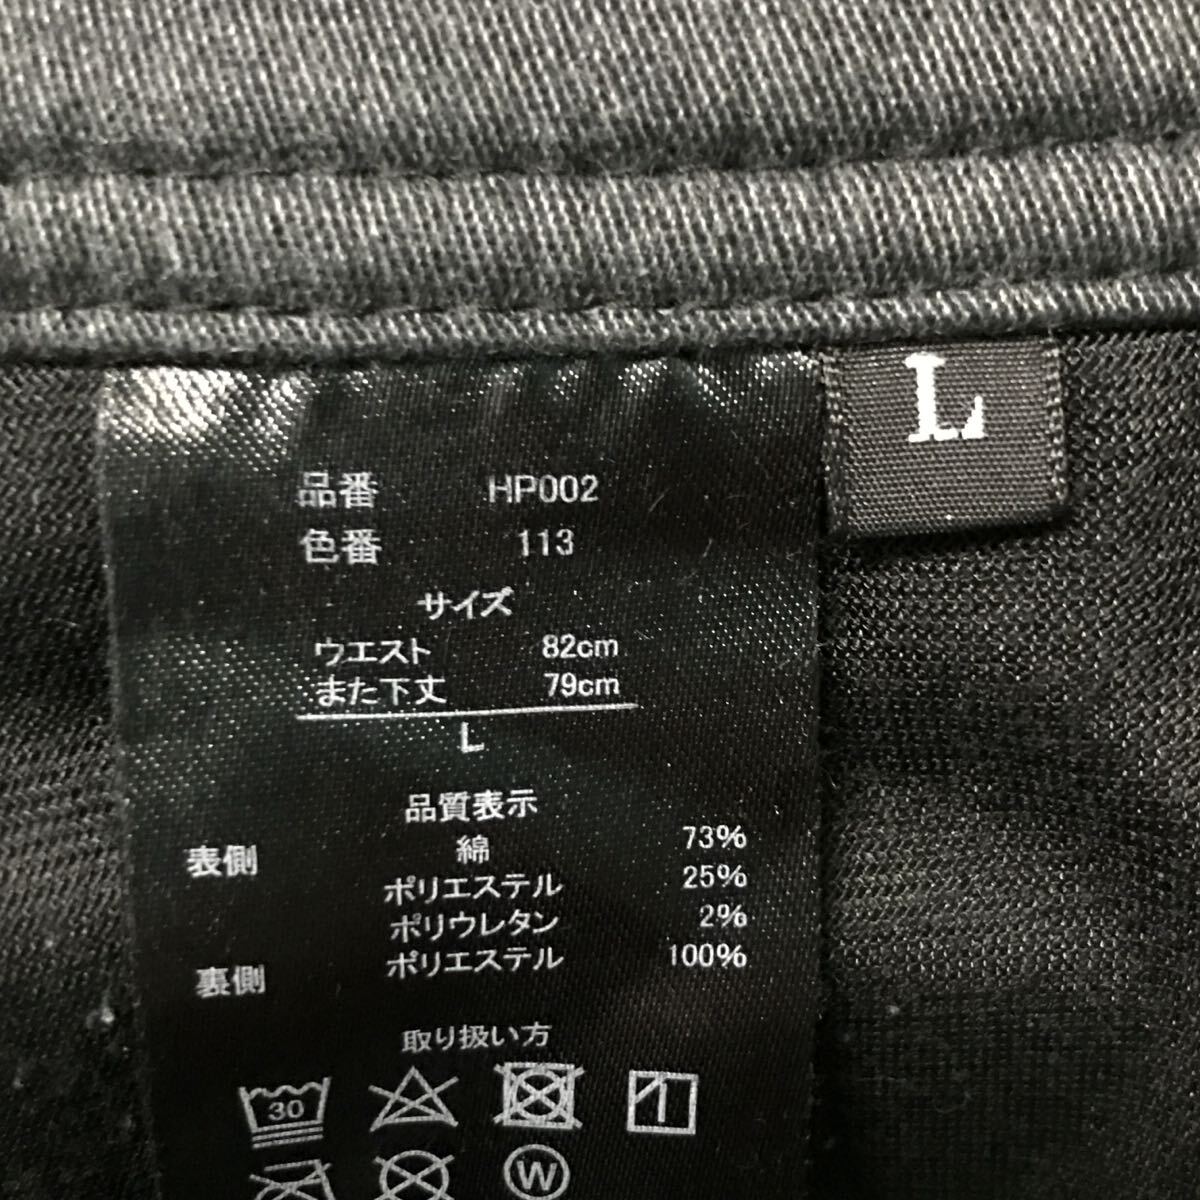 L
品番 HP002
色番 113
サイズ
ウエスト 82cm
また下丈 79cm
L
品質表示
表側 綿 73%
ポリエステル 25%
ポリウレタン 2%
裏側 ポリエステル 100%
取り扱い方
30
W